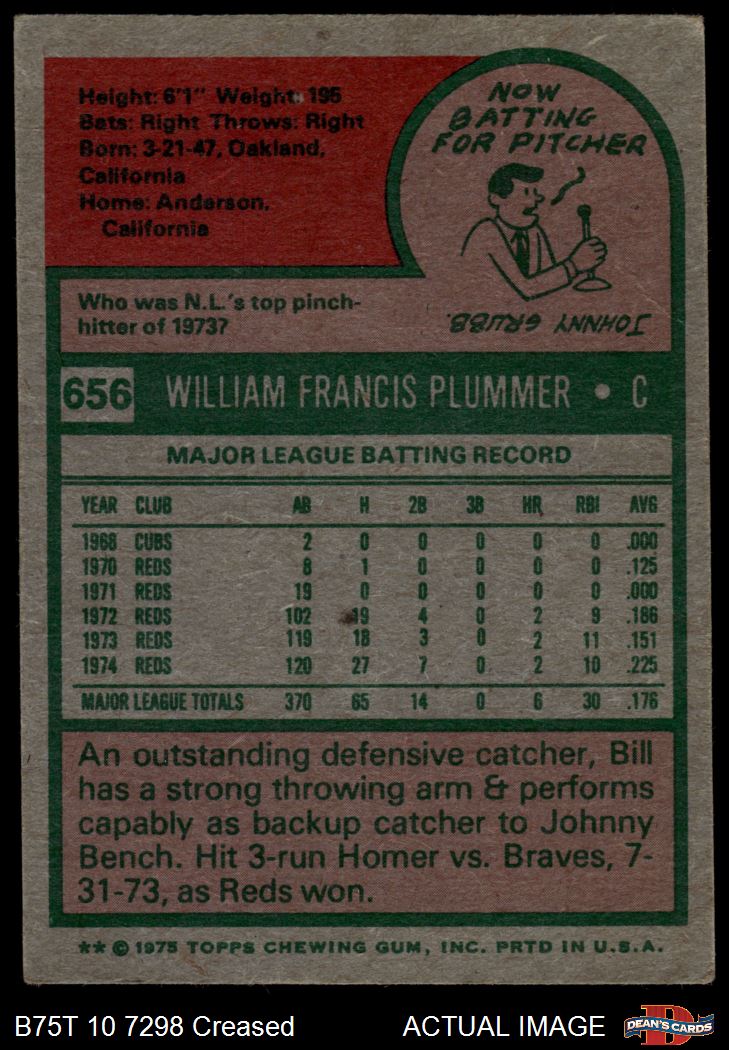 Height: 6'1" Weight: 195
Bats: Right Throws: Right
Born: 3-21-47, Oakland,
California
Home: Anderson,
California
NOW
BATTING
FOR PITCHER
Who was N.L.'s top pinch-
hitter of 1973?
JOHNNY GRUBB.
656 WILLIAM FRANCIS PLUMMER • C
MAJOR LEAGUE BATTING RECORD
YEAR CLUB AB H 2B 3B HR RBI AVG
1968 CUBS 2 0 0 0 0 0 .000
1970 REDS 8 1 0 0 0 0 .125
1971 REDS 19 0 0 0 0 0 .000
1972 REDS 102 19 4 0 2 9 .186
1973 REDS 119 18 3 0 2 11 .151
1974 REDS 120 27 7 0 2 10 .225
MAJOR LEAGUE TOTALS 370 65 14 0 6 30 .176
An outstanding defensive catcher, Bill
has a strong throwing arm & performs
capably as backup catcher to Johnny
Bench. Hit 3-run Homer vs. Braves, 7-
31-73, as Reds won.
** © 1975 TOPPS CHEWING GUM, INC. PRTD IN U.S.A.
B75T 10 7298 Creased ACTUAL IMAGE
DEAN'S CARDS